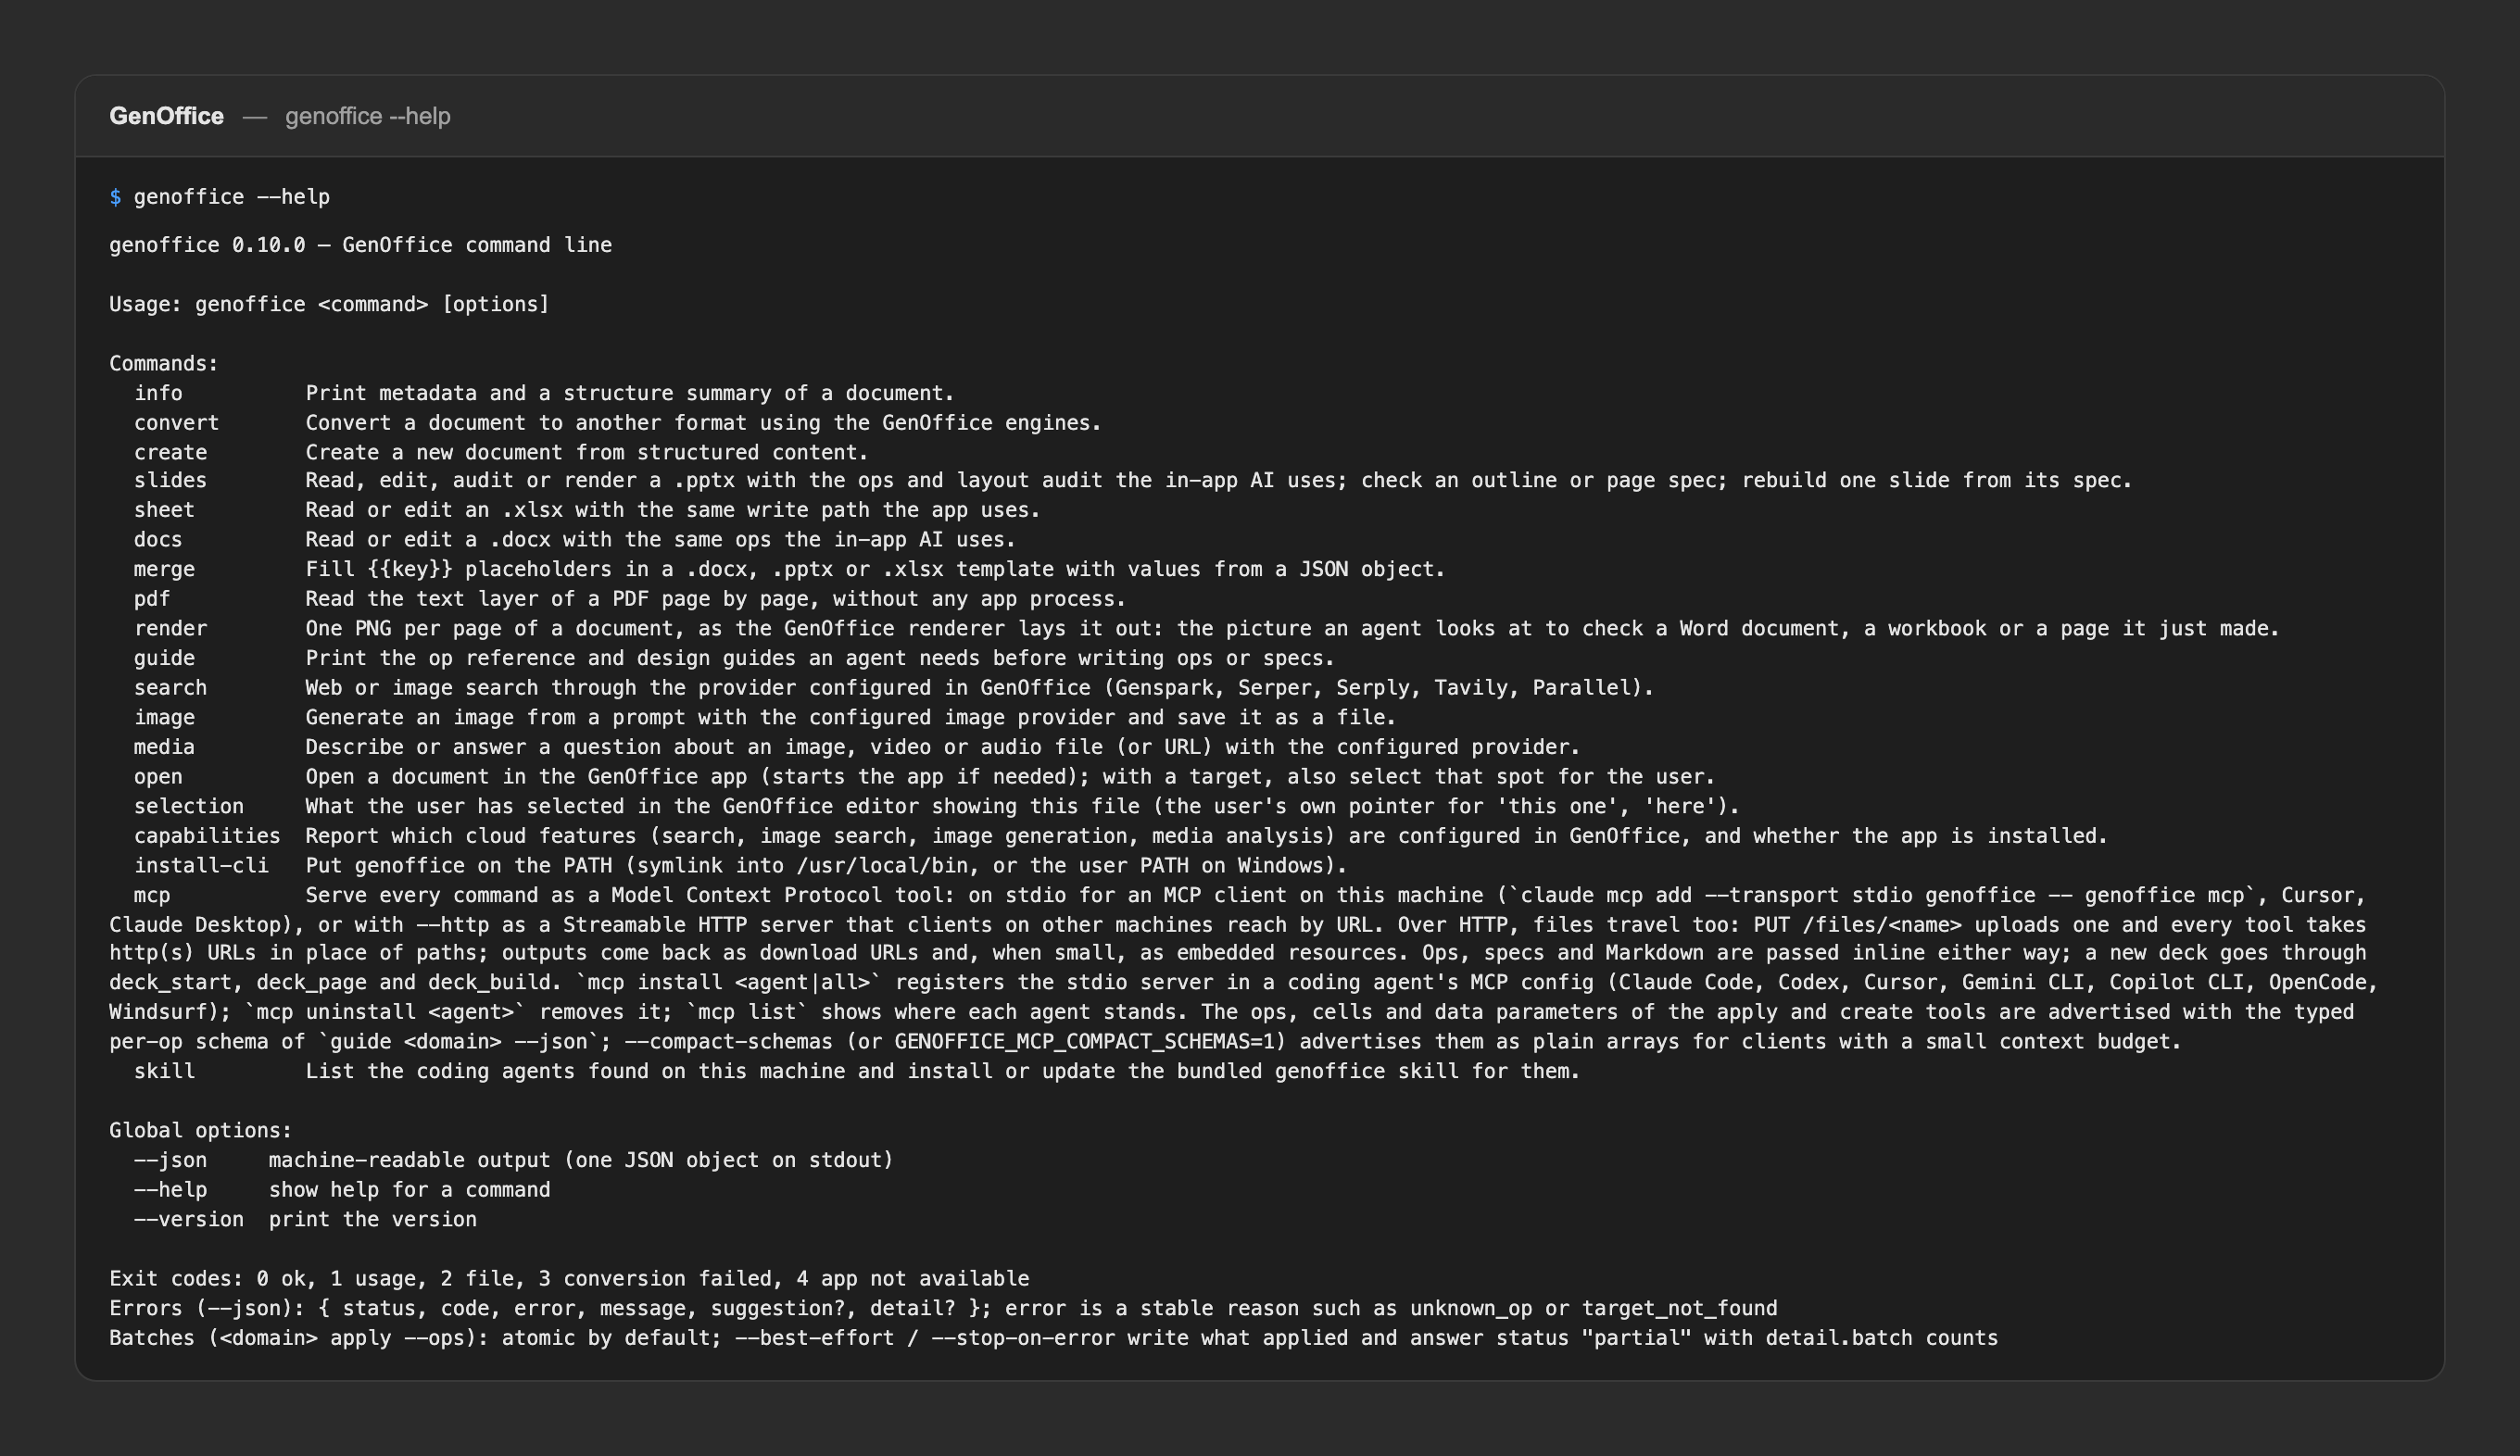 GenOffice — genoffice --help
$ genoffice --help
genoffice 0.10.0 — GenOffice command line
Usage: genoffice <command> [options]
Commands:
info Print metadata and a structure summary of a document.
convert Convert a document to another format using the GenOffice engines.
create Create a new document from structured content.
slides Read, edit, audit or render a .pptx with the ops and layout audit the in-app AI uses; check an outline or page spec; rebuild one slide from its spec.
sheet Read or edit an .xlsx with the same write path the app uses.
docs Read or edit a .docx with the same ops the in-app AI uses.
merge Fill {{key}} placeholders in a .docx, .pptx or .xlsx template with values from a JSON object.
pdf Read the text layer of a PDF page by page, without any app process.
render One PNG per page of a document, as the GenOffice renderer lays it out: the picture an agent looks at to check a Word document, a workbook or a page it just made.
guide Print the op reference and design guides an agent needs before writing ops or specs.
search Web or image search through the provider configured in GenOffice (Genspark, Serper, Serply, Tavily, Parallel).
image Generate an image from a prompt with the configured image provider and save it as a file.
media Describe or answer a question about an image, video or audio file (or URL) with the configured provider.
open Open a document in the GenOffice app (starts the app if needed); with a target, also select that spot for the user.
selection What the user has selected in the GenOffice editor showing this file (the user's own pointer for 'this one', 'here').
capabilities Report which cloud features (search, image search, image generation, media analysis) are configured in GenOffice, and whether the app is installed.
install-cli Put genoffice on the PATH (symlink into /usr/local/bin, or the user PATH on Windows).
mcp Serve every command as a Model Context Protocol tool: on stdio for an MCP client on this machine (`claude mcp add --transport stdio genoffice -- genoffice mcp`, Cursor,
Claude Desktop), or with --http as a Streamable HTTP server that clients on other machines reach by URL. Over HTTP, files travel too: PUT /files/<name> uploads one and every tool takes
http(s) URLs in place of paths; outputs come back as download URLs and, when small, as embedded resources. Ops, specs and Markdown are passed inline either way; a new deck goes through
deck_start, deck_page and deck_build. `mcp install <agent|all>` registers the stdio server in a coding agent's MCP config (Claude Code, Codex, Cursor, Gemini CLI, Copilot CLI, OpenCode,
Windsurf); `mcp uninstall <agent>` removes it; `mcp list` shows where each agent stands. The ops, cells and data parameters of the apply and create tools are advertised with the typed
per-op schema of `guide <domain> --json`; --compact-schemas (or GENOFFICE_MCP_COMPACT_SCHEMAS=1) advertises them as plain arrays for clients with a small context budget.
skill List the coding agents found on this machine and install or update the bundled genoffice skill for them.
Global options:
--json machine-readable output (one JSON object on stdout)
--help show help for a command
--version print the version
Exit codes: 0 ok, 1 usage, 2 file, 3 conversion failed, 4 app not available
Errors (--json): { status, code, error, message, suggestion?, detail? }; error is a stable reason such as unknown_op or target_not_found
Batches (<domain> apply --ops): atomic by default; --best-effort / --stop-on-error write what applied and answer status "partial" with detail.batch counts